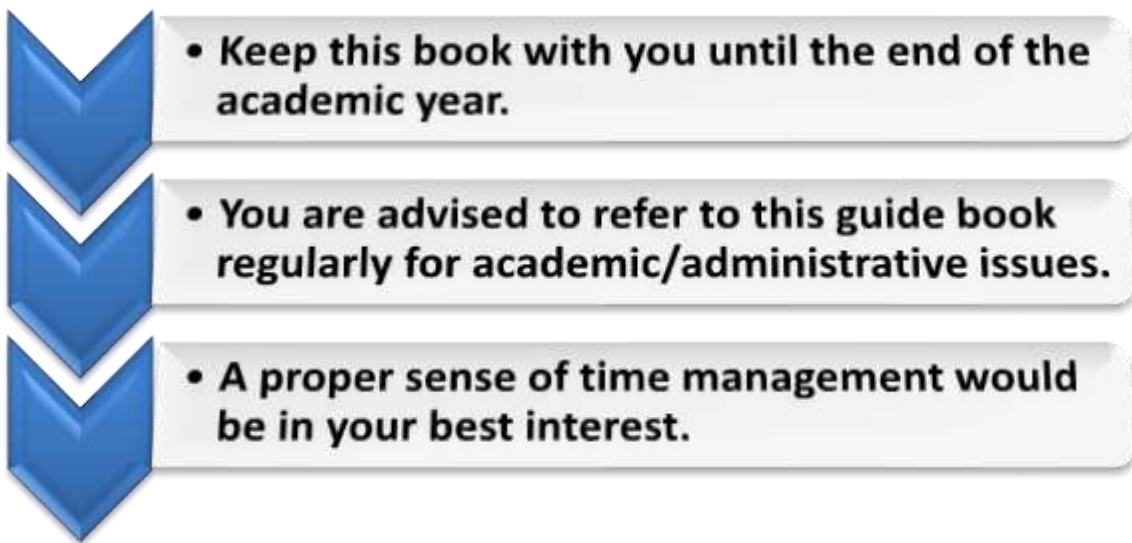 • Keep this book with you until the end of the
academic year.
• You are advised to refer to this guide book
regularly for academic/administrative issues.
• A proper sense of time management would
be in your best interest.